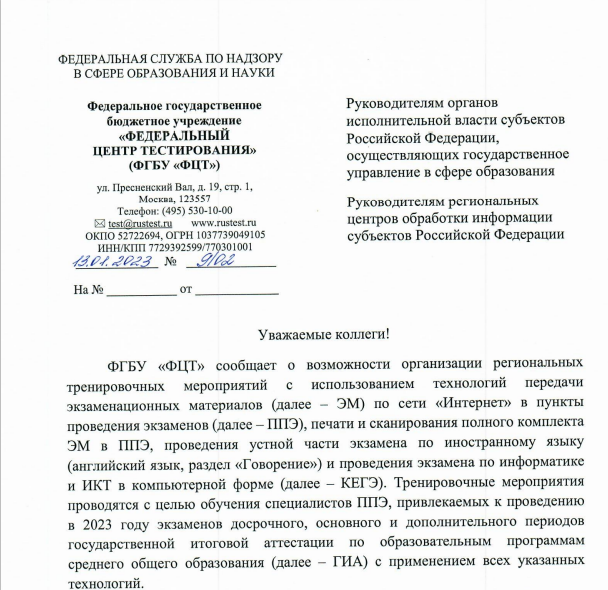 ФЕДЕРАЛЬНАЯ СЛУЖБА ПО НАДЗОРУ
В СФЕРЕ ОБРАЗОВАНИЯ И НАУКИ
Федеральное государственное
бюджетное учреждение
«ФЕДЕРАЛЬНЫЙ
ЦЕНТР ТЕСТИРОВАНИЯ»
(ФГБУ «ФЦТ»)
ул. Пресненский Вал, д. 19, стр. 1,
Москва, 123557
Телефон: (495) 530-10-00
✉ test@rustest.ru www.rustest.ru
ОКПО 52722694, ОГРН 1037739049105
ИНН/КПП 7729392599/770301001
13.01.2023 № 9/02
На № ____________ от ______________
Руководителям органов
исполнительной власти субъектов
Российской Федерации,
осуществляющих государственное
управление в сфере образования
Руководителям региональных
центров обработки информации
субъектов Российской Федерации
Уважаемые коллеги!
ФГБУ «ФЦТ» сообщает о возможности организации региональных
тренировочных мероприятий с использованием технологий передачи
экзаменационных материалов (далее – ЭМ) по сети «Интернет» в пункты
проведения экзаменов (далее – ППЭ), печати и сканирования полного комплекта
ЭМ в ППЭ, проведения устной части экзамена по иностранному языку
(английский язык, раздел «Говорение») и проведения экзамена по информатике
и ИКТ в компьютерной форме (далее – КЕГЭ). Тренировочные мероприятия
проводятся с целью обучения специалистов ППЭ, привлекаемых к проведению
в 2023 году экзаменов досрочного, основного и дополнительного периодов
государственной итоговой аттестации по образовательным программам
среднего общего образования (далее – ГИА) с применением всех указанных
технологий.